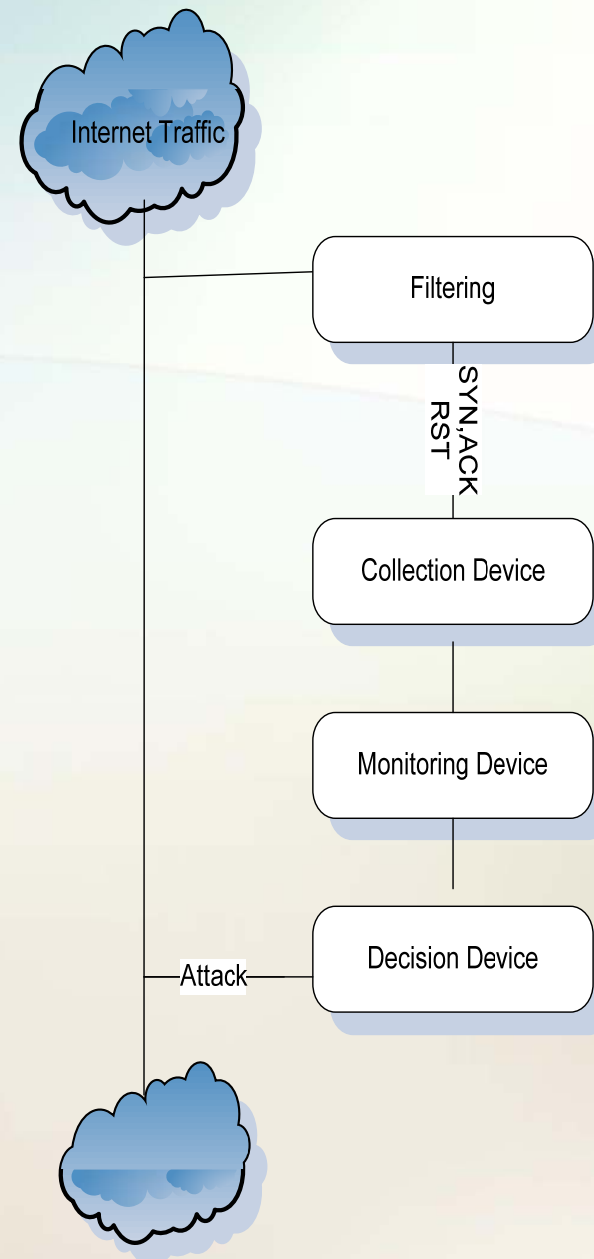 Internet Traffic
Filtering
SYN,ACK
RST
Collection Device
Monitoring Device
Decision Device
Attack